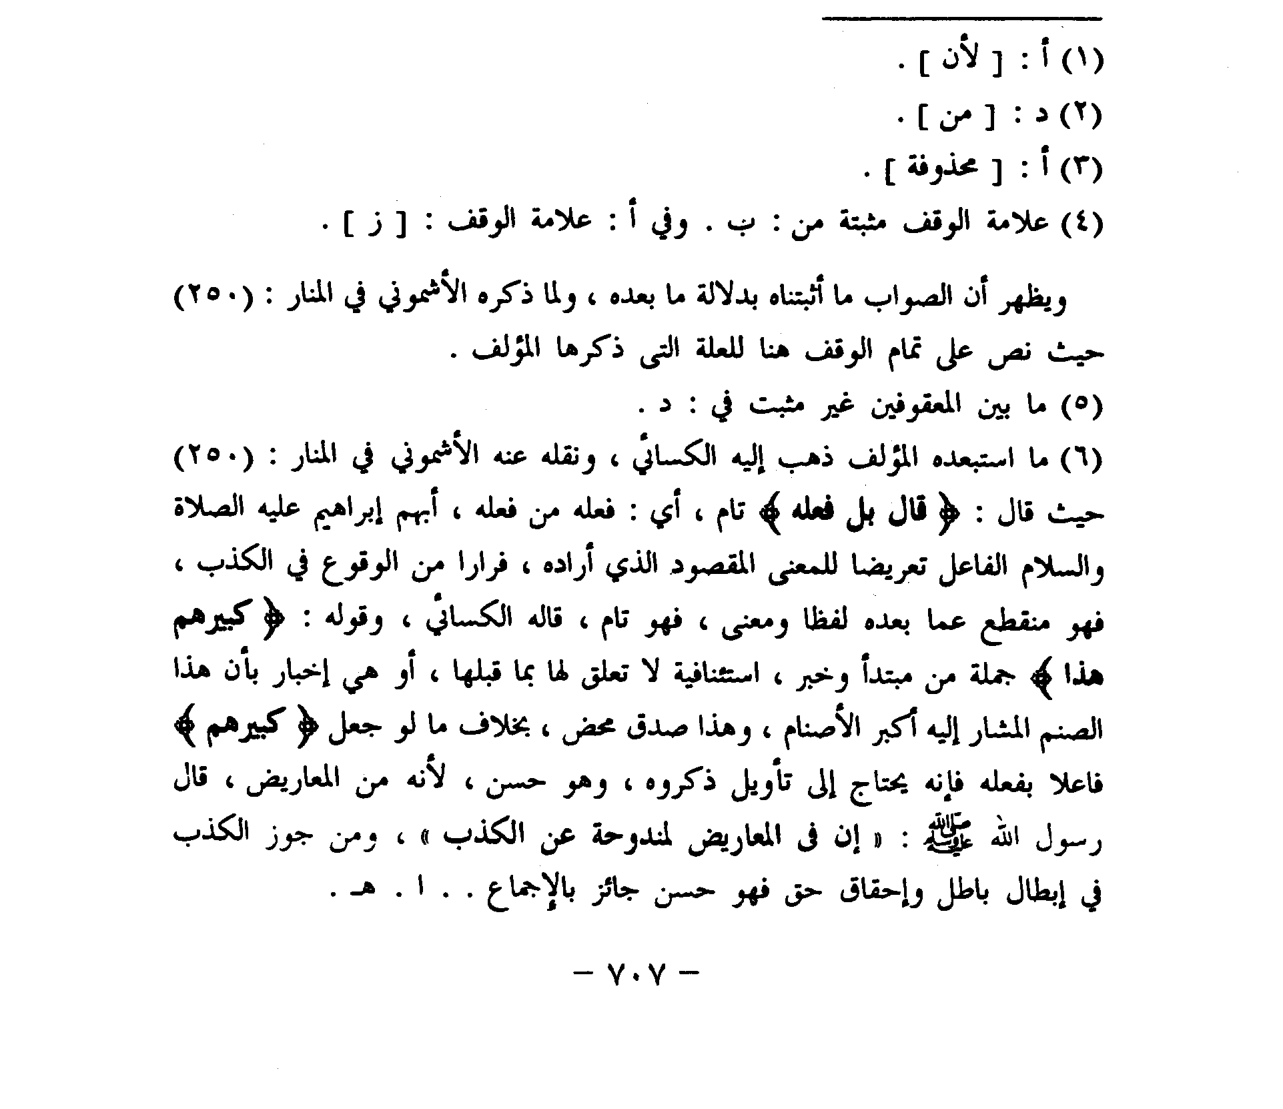 (١) أ : [ لأن ] .
(٢) د : [ من ] .
(٣) أ : [ محذوفة ] .
(٤) علامة الوقف مثبتة من : ب . وفي أ : علامة الوقف : [ ز ] .
ويظهر أن الصواب ما أثبتناه بدلالة ما بعده ، ولما ذكره الأشموني في المنار : (٢٥٠)
حيث نص على تمام الوقف هنا للعلة التى ذكرها المؤلف .
(٥) ما بين المعقوفين غير مثبت في : د .
(٦) ما استبعده المؤلف ذهب إليه الكسائي ، ونقله عنه الأشموني في المنار : (٢٥٠)
حيث قال : ﴿ قال بل فعله ﴾ تام ، أي : فعله من فعله ، أبهم إبراهيم عليه الصلاة
والسلام الفاعل تعريضا للمعنى المقصود الذي أراده ، فرارا من الوقوع في الكذب ،
فهو منقطع عما بعده لفظا ومعنى ، فهو تام ، قاله الكسائي ، وقوله : ﴿ كبيرهم
هذا ﴾ جملة من مبتدأ وخبر ، استئنافية لا تعلق لها بما قبلها ، أو هي إخبار بأن هذا
الصنم المشار إليه أكبر الأصنام ، وهذا صدق محض ، بخلاف ما لو جعل ﴿ كبيرهم ﴾
فاعلا بفعله فإنه يحتاج إلى تأويل ذكروه ، وهو حسن ، لأنه من المعاريض ، قال
رسول الله ﷺ : « إن فى المعاريض لمندوحة عن الكذب » ، ومن جوز الكذب
في إبطال باطل وإحقاق حق فهو حسن جائز بالإجماع . . ا . هـ .
– ٧٠٧ –